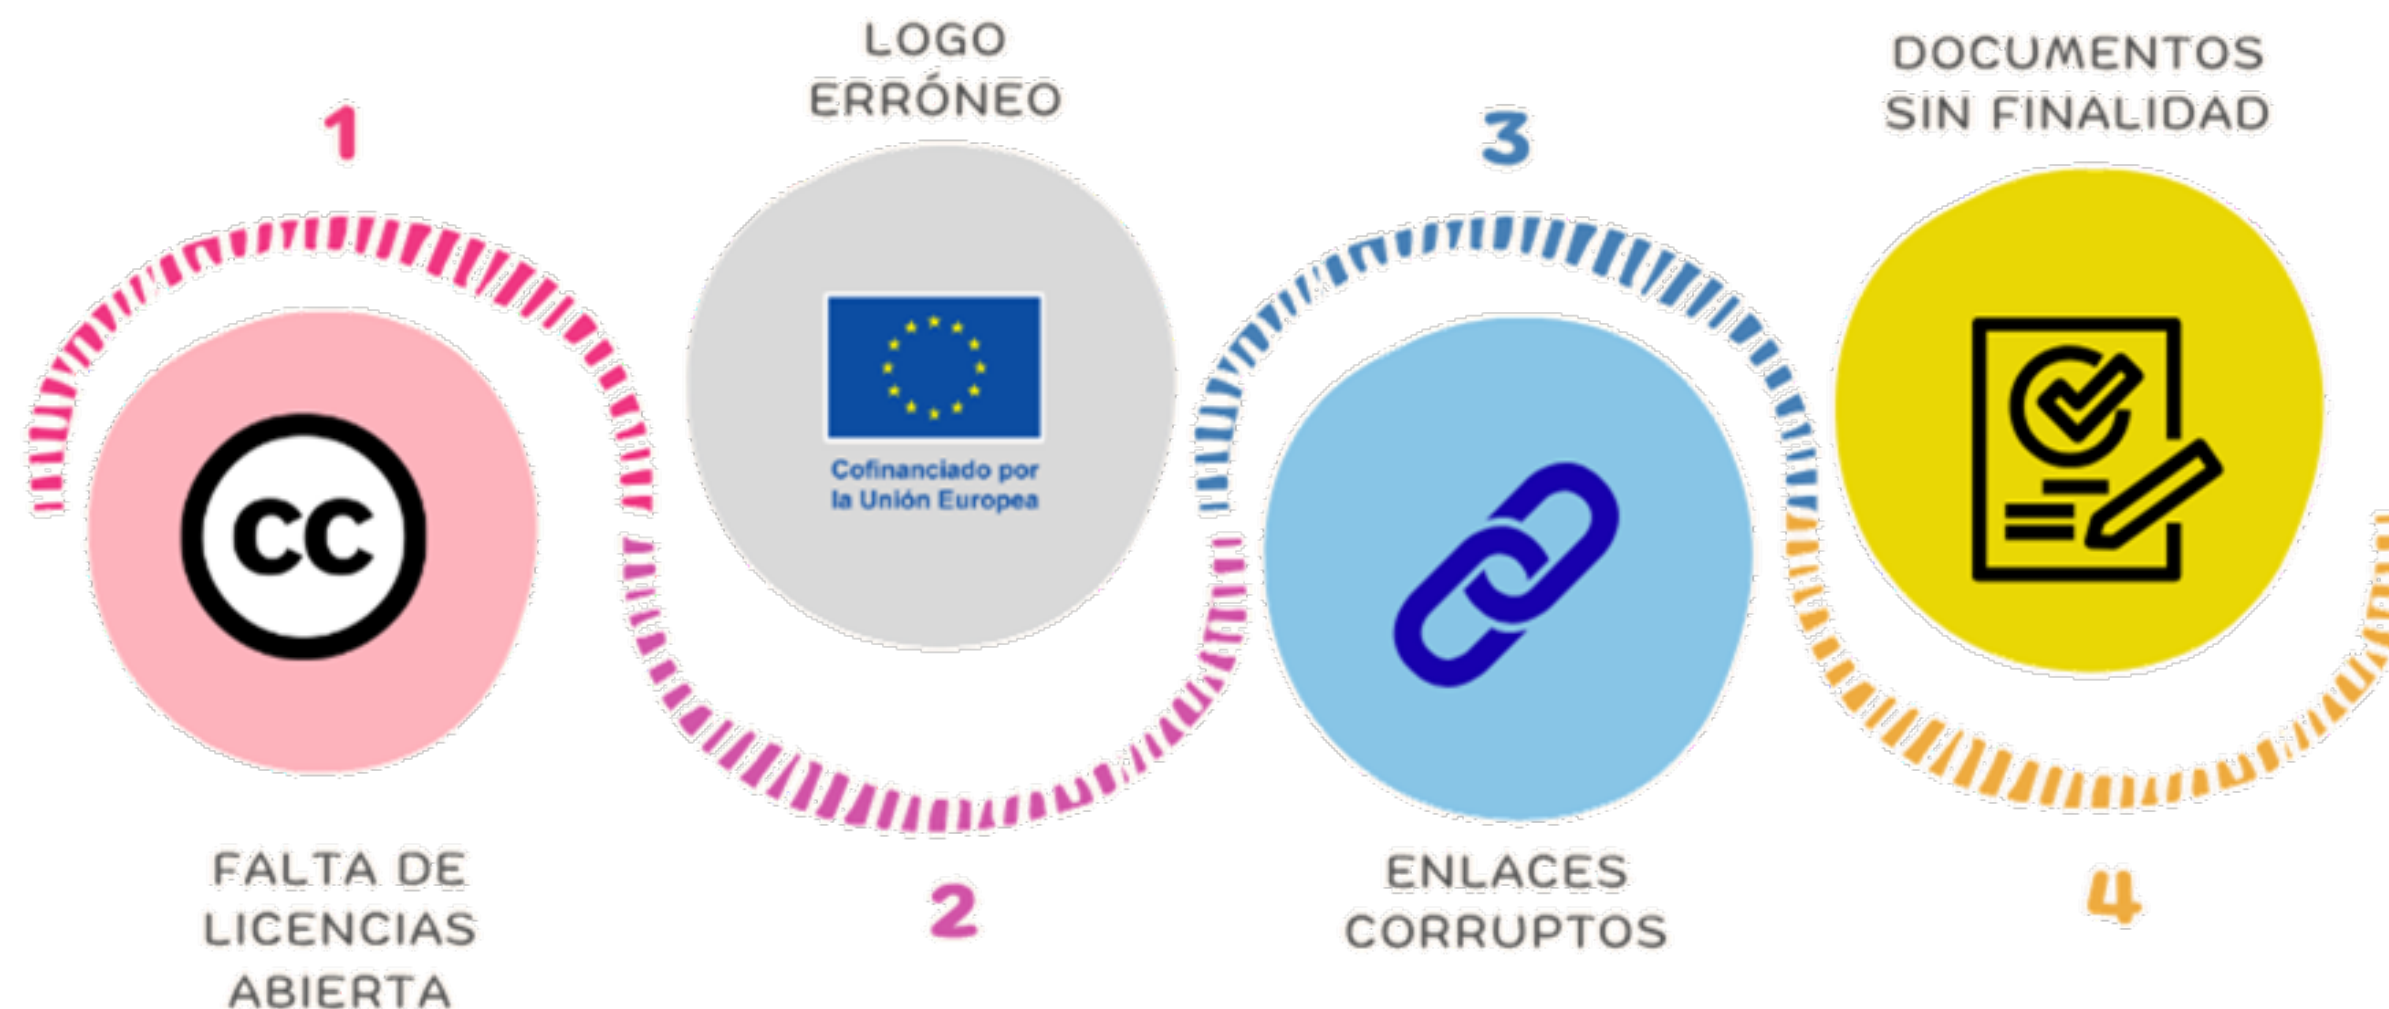 1
FALTA DE
LICENCIAS
ABIERTA
cc
LOGO
ERRÓNEO
Cofinanciado por
la Unión Europea
2
3
ENLACES
CORRUPTOS
DOCUMENTOS
SIN FINALIDAD
4